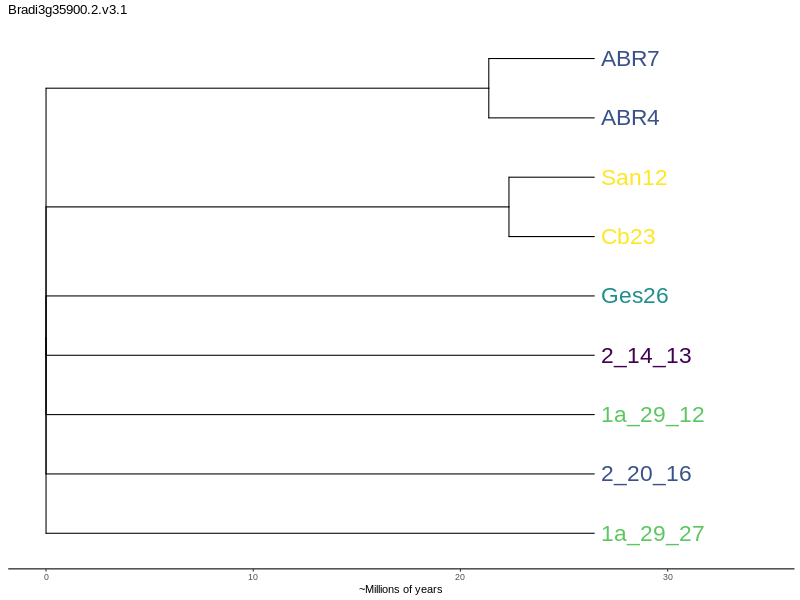 Bradi3g35900.2.v3.1
ABR7
ABR4
San12
Cb23
Ges26
2_14_13
1a_29_12
2_20_16
1a_29_27
0 10 20 30
~Millions of years